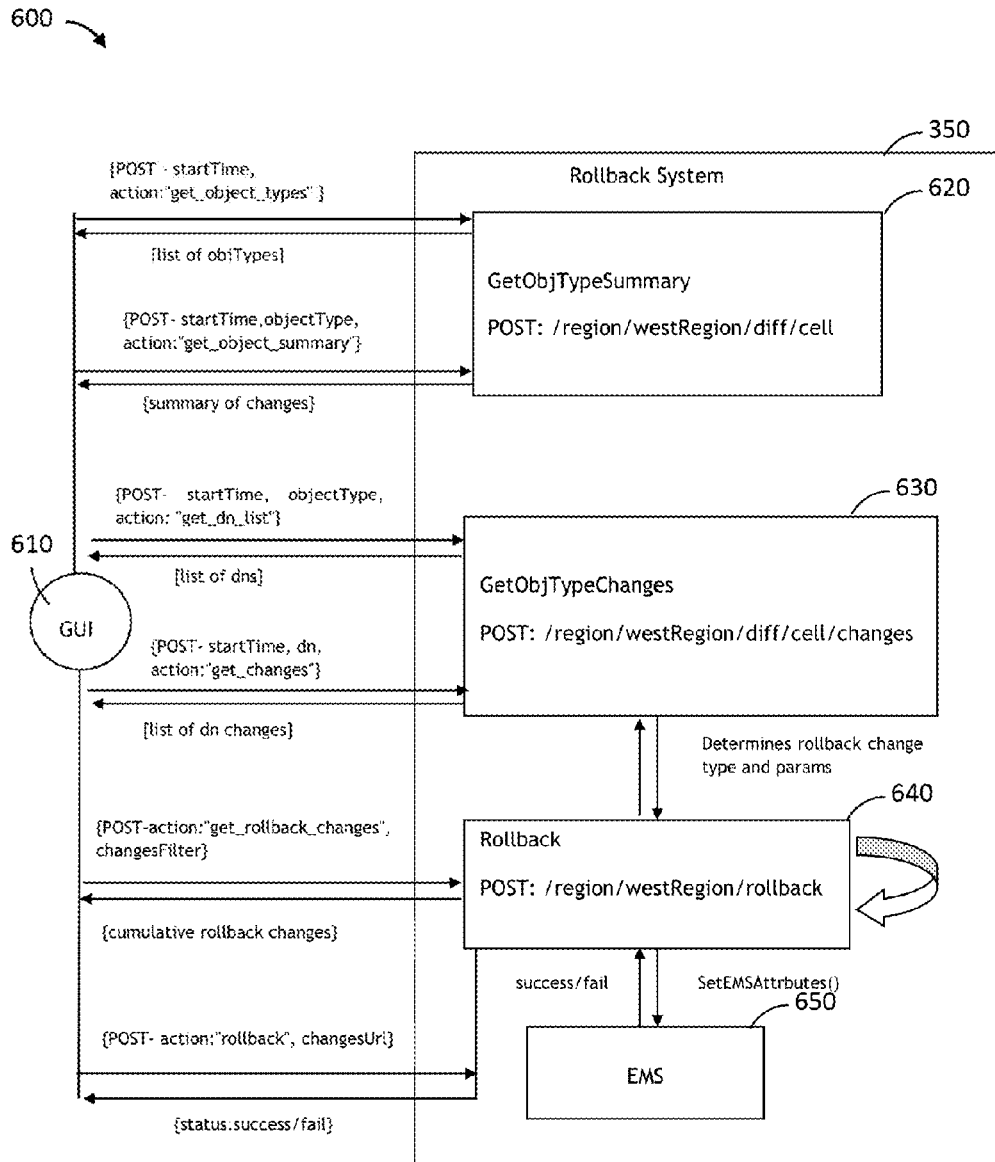 600
350
Rollback System
{POST - startTime,
action:"get_object_types" }
620
[list of objTypes]
GetObjTypeSummary
POST: /region/westRegion/diff/cell
{POST- startTime,objectType,
action:"get_object_summary"}
{summary of changes}
{POST- startTime, objectType,
action: "get_dn_list"}
630
[list of dns]
GetObjTypeChanges
POST: /region/westRegion/diff/cell/changes
610
GUI
{POST- startTime, dn,
action:"get_changes"}
[list of dn changes]
Determines rollback change
type and params
640
{POST-action:"get_rollback_changes",
changesFilter}
Rollback
POST: /region/westRegion/rollback
{cumulative rollback changes}
success/fail
SetEMSAttrbutes()
650
{POST- action:"rollback", changesUrl}
EMS
{status.success/fail}